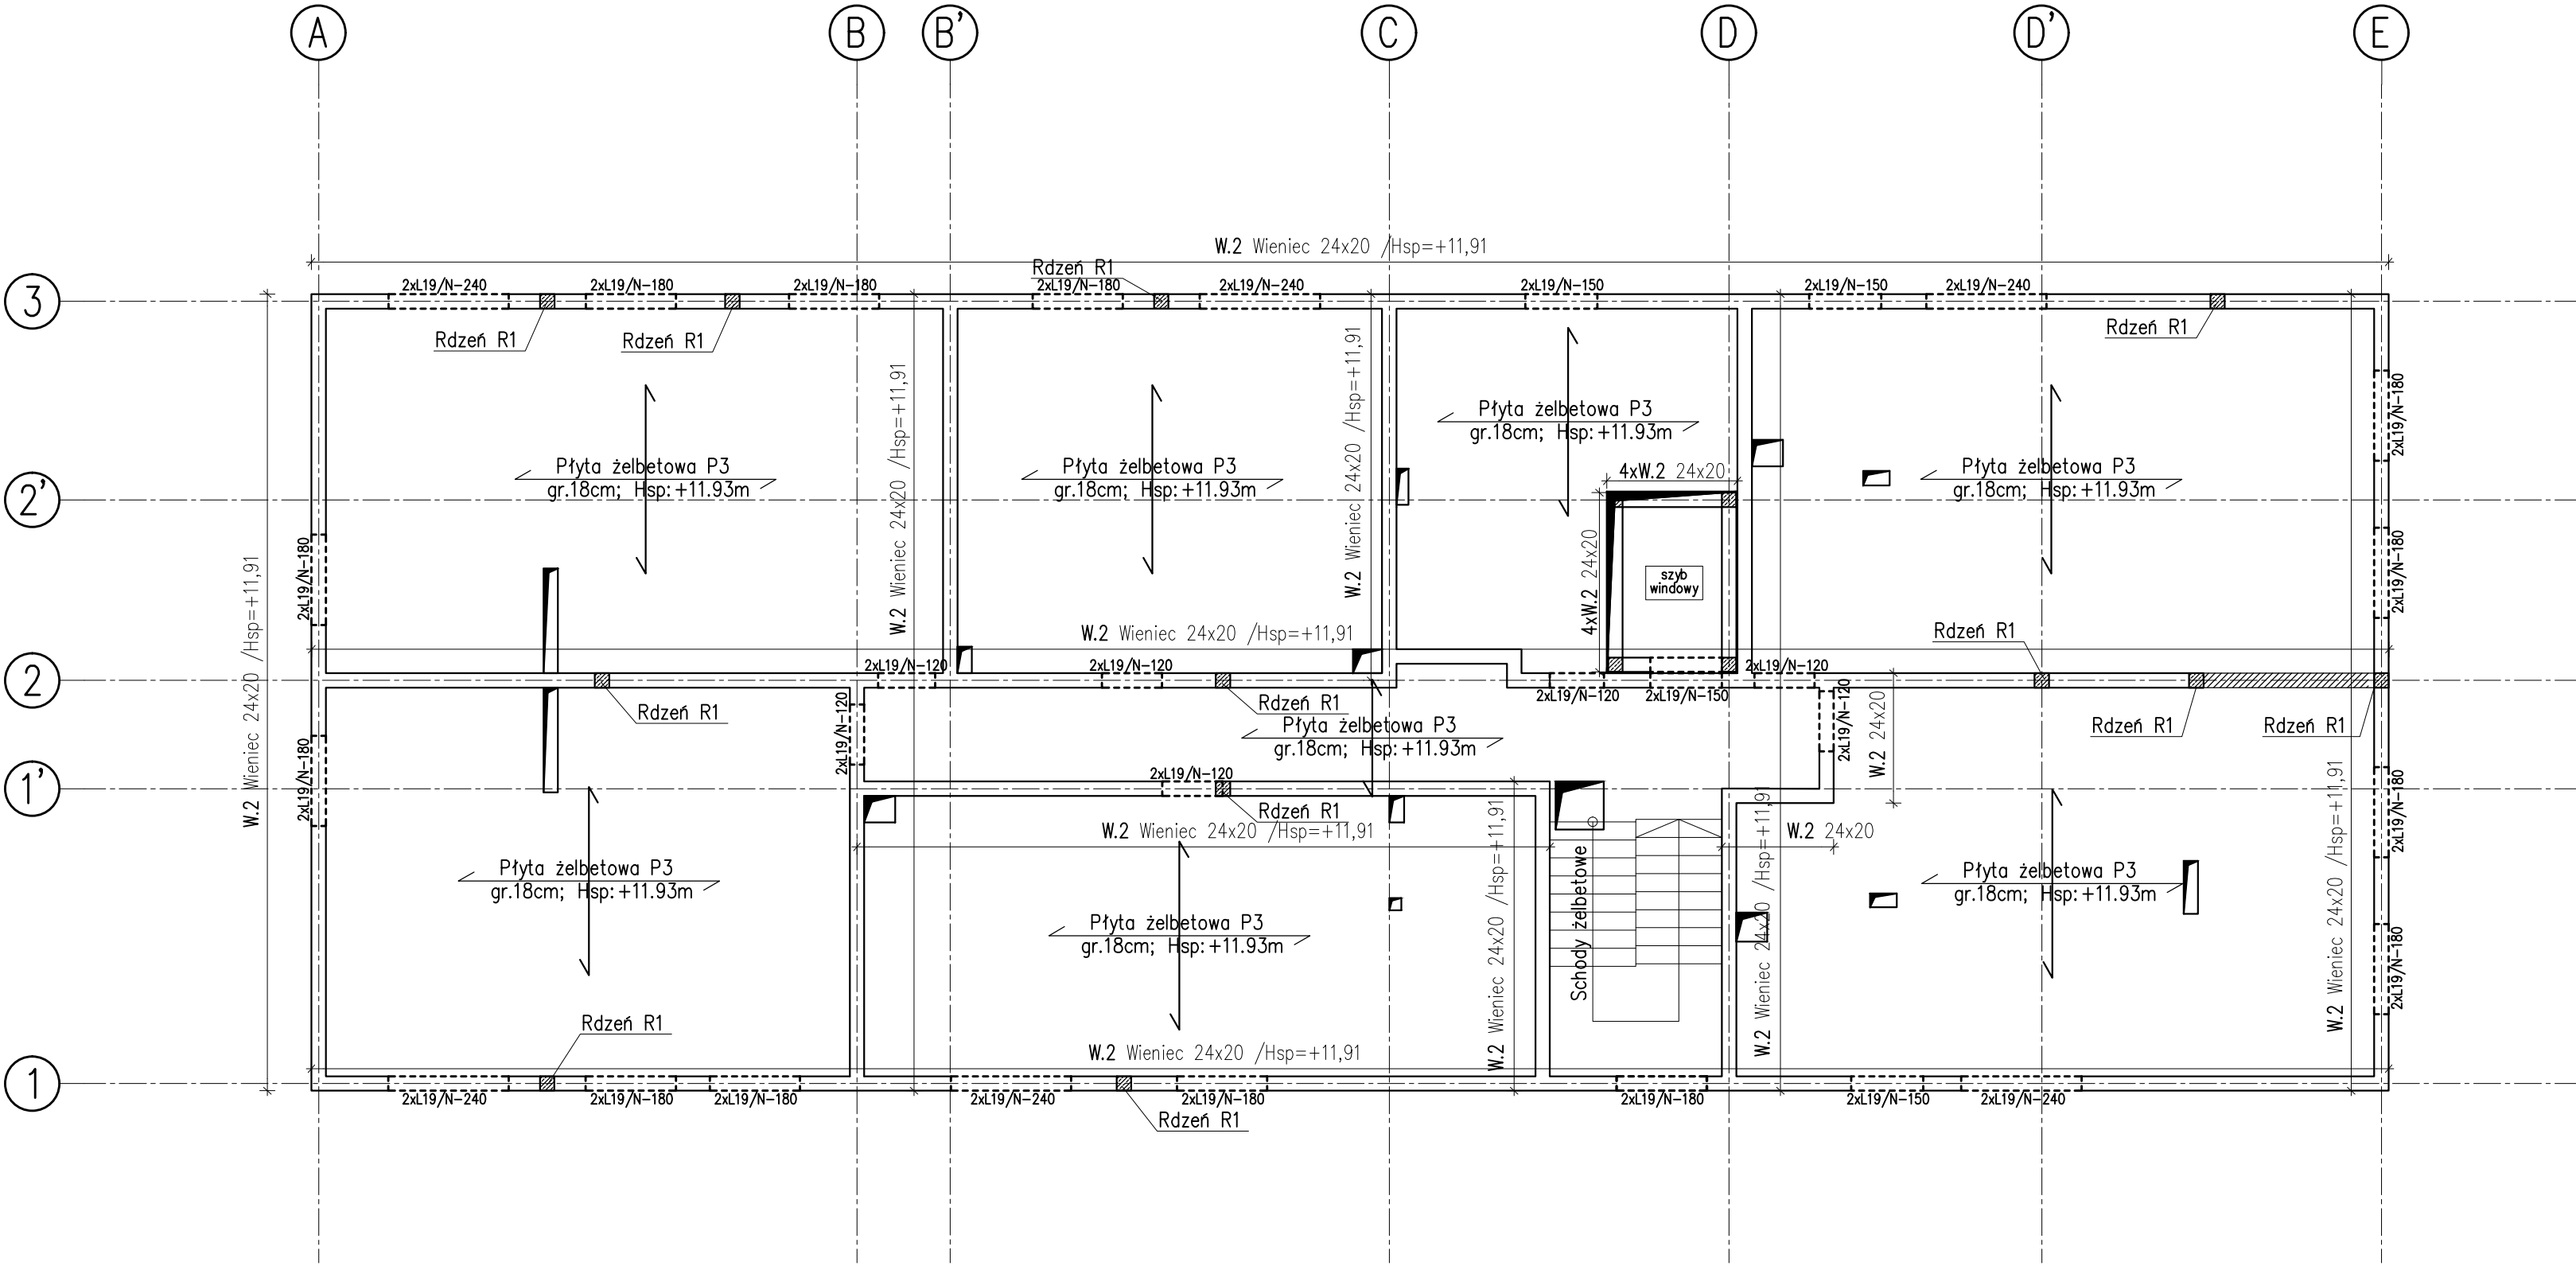 A B B' C D D' E
W.2 Wieniec 24x20 /Hsp=+11,91
Rdzeń R1
3
2xL19/N-240 2xL19/N-180 2xL19/N-180 2xL19/N-180 2xL19/N-240 2xL19/N-150 2xL19/N-150 2xL19/N-240
Rdzeń R1 Rdzeń R1 Rdzeń R1
W.2 Wieniec 24x20 /Hsp=+11,91
W.2 Wieniec 24x20 /Hsp=+11,91
2xL19/N-180
Płyta żelbetowa P3
gr.18cm; Hsp:+11.93m
Płyta żelbetowa P3
gr.18cm; Hsp:+11.93m
Płyta żelbetowa P3
gr.18cm; Hsp:+11.93m
Płyta żelbetowa P3
gr.18cm; Hsp:+11.93m
4xW.2 24x20
2'
4xW.2 24x20
szyb
windowy
2xL19/N-180
2xL19/N-180
W.2 Wieniec 24x20 /Hsp=+11,91
W.2 Wieniec 24x20 /Hsp=+11,91
Rdzeń R1
2
2xL19/N-120 2xL19/N-120 2xL19/N-120
2xL19/N-120 2xL19/N-150
Rdzeń R1 Rdzeń R1 Rdzeń R1 Rdzeń R1
2xL19/N-120
2xL19/N-120
W.2 24x20
Płyta żelbetowa P3
gr.18cm; Hsp:+11.93m
2xL19/N-180
1'
2xL19/N-120
Rdzeń R1
2xL19/N-180
W.2 Wieniec 24x20 /Hsp=+11,91
W.2 24x20
W.2 Wieniec 24x20 /Hsp=+11,91
Schody żelbetowe
W.2 Wieniec 24x20 /Hsp=+11,91
W.2 Wieniec 24x20 /Hsp=+11,91
Płyta żelbetowa P3
gr.18cm; Hsp:+11.93m
Płyta żelbetowa P3
gr.18cm; Hsp:+11.93m
Płyta żelbetowa P3
gr.18cm; Hsp:+11.93m
2xL19/N-180
Rdzeń R1
W.2 Wieniec 24x20 /Hsp=+11,91
1
2xL19/N-240 2xL19/N-180 2xL19/N-180 2xL19/N-240 2xL19/N-180 2xL19/N-180 2xL19/N-150 2xL19/N-240
Rdzeń R1